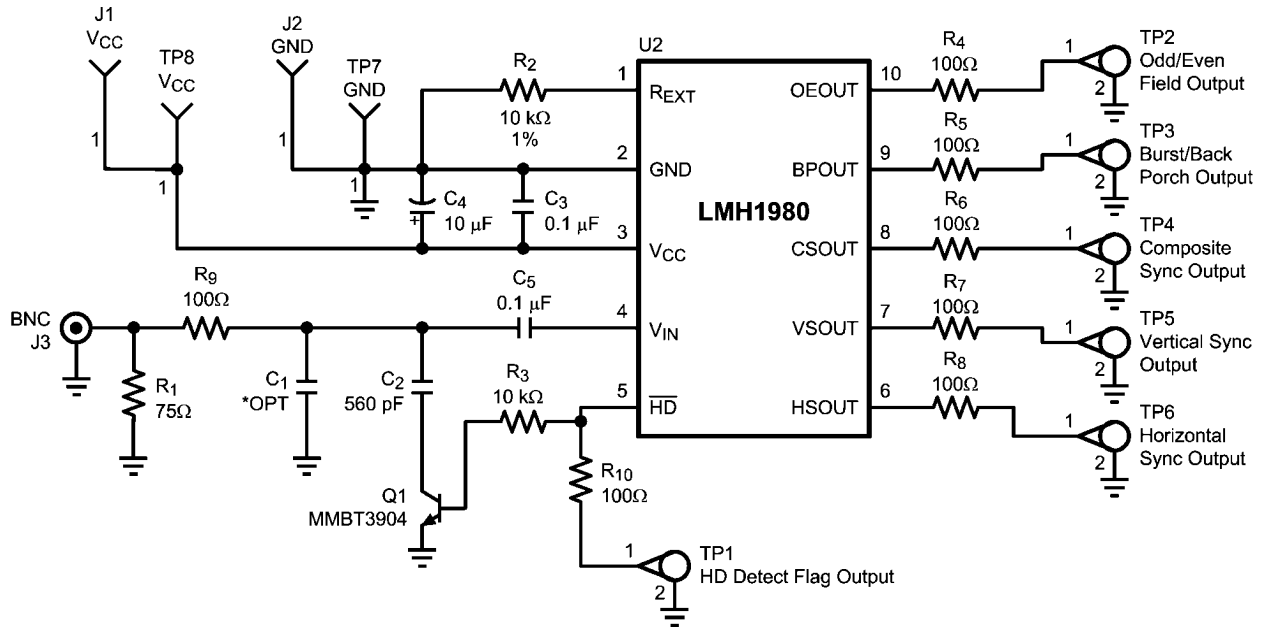 J1
VCC
TP8
VCC
1
1
J2
GND
TP7
GND
1
1
R2
10 kΩ
1%
C4
10 µF
+
C3
0.1 µF
BNC
J3
R9
100Ω
R1
75Ω
C1
*OPT
C2
560 pF
C5
0.1 µF
R3
10 kΩ
Q1
MMBT3904
R10
100Ω
1
2
TP1
HD Detect Flag Output
U2
LMH1980
1
REXT
2
GND
3
VCC
4
VIN
5
HD
10
OEOUT
9
BPOUT
8
CSOUT
7
VSOUT
6
HSOUT
R4
100Ω
1
2
TP2
Odd/Even
Field Output
R5
100Ω
1
2
TP3
Burst/Back
Porch Output
R6
100Ω
1
2
TP4
Composite
Sync Output
R7
100Ω
1
2
TP5
Vertical Sync
Output
R8
100Ω
1
2
TP6
Horizontal
Sync Output